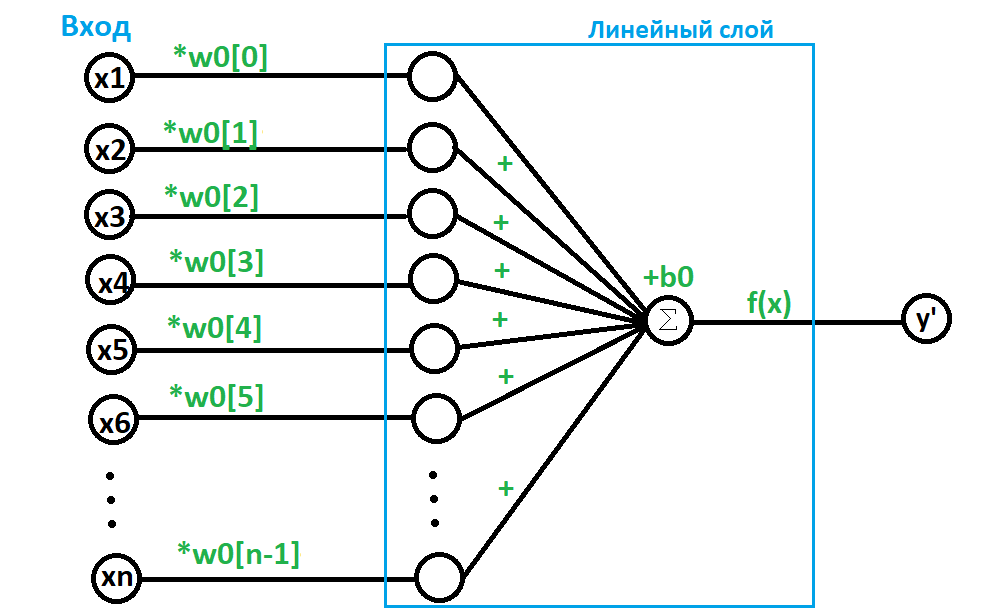 Вход
Линейный слой
x1
*w0[0]
x2
*w0[1]
+
x3
*w0[2]
+
x4
*w0[3]
+
+b0
Σ
f(x)
y'
x5
*w0[4]
+
x6
*w0[5]
+
+
xn
*w0[n-1]